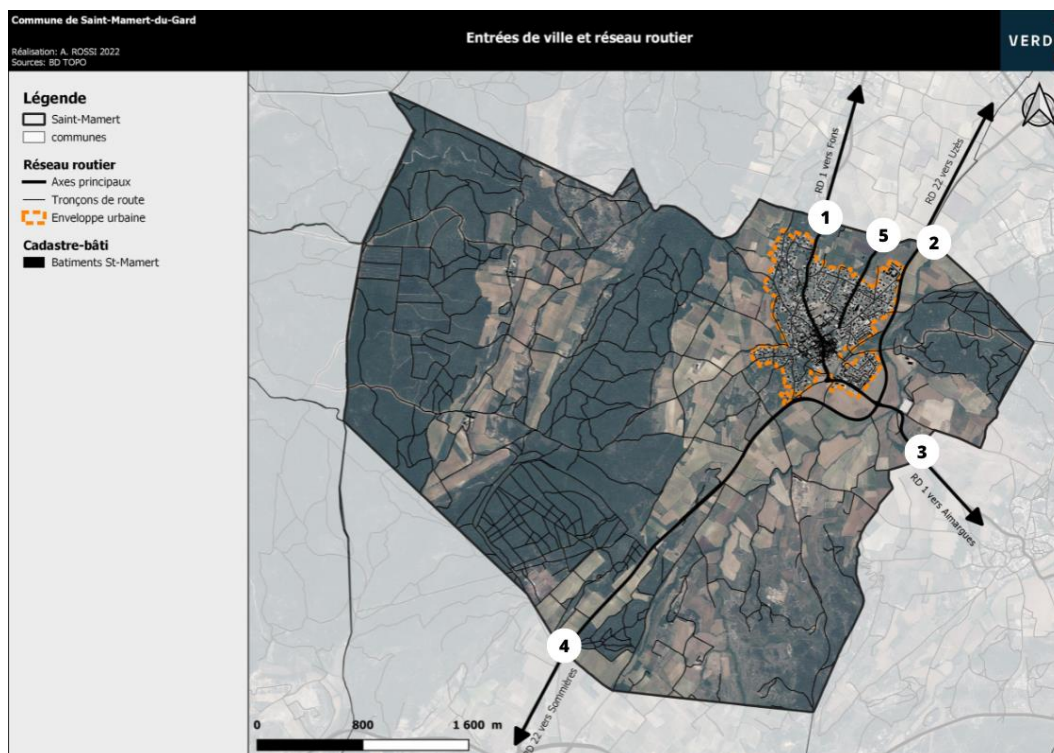 Commune de Saint-Mamert-du-Gard
Réalisation: A. ROSSI 2022
Sources: BD TOPO
Entrées de ville et réseau routier
VERD
Légende
Saint-Mamert
communes
Réseau routier
Axes principaux
Tronçons de route
Enveloppe urbaine
Cadastre-bâti
Batiments St-Mamert
RD 1 vers Fons
RD 22 vers Uzès
1
5
2
3
RD 1 vers Aimargues
4
RD 22 vers Sommières
0 800 1 600 m